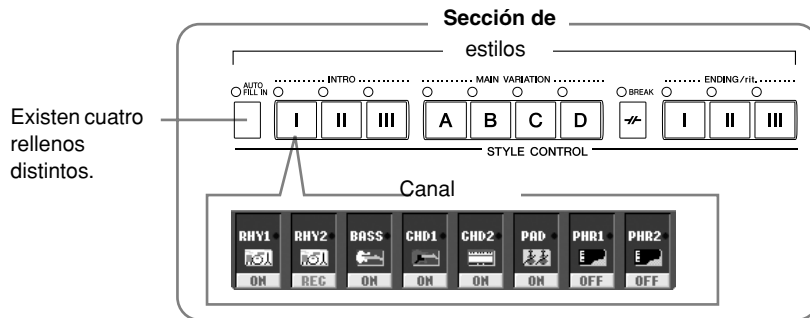 Sección de
estilos
AUTO
FILL IN
INTRO
MAIN VARIATION
BREAK
ENDING/rit.
I II III A B C D I II III
STYLE CONTROL
Existen cuatro
rellenos
distintos.
Canal
RHY1 RHY2 BASS CHD1 CHD2 PAD PHR1 PHR2
ON REC ON ON ON ON OFF OFF